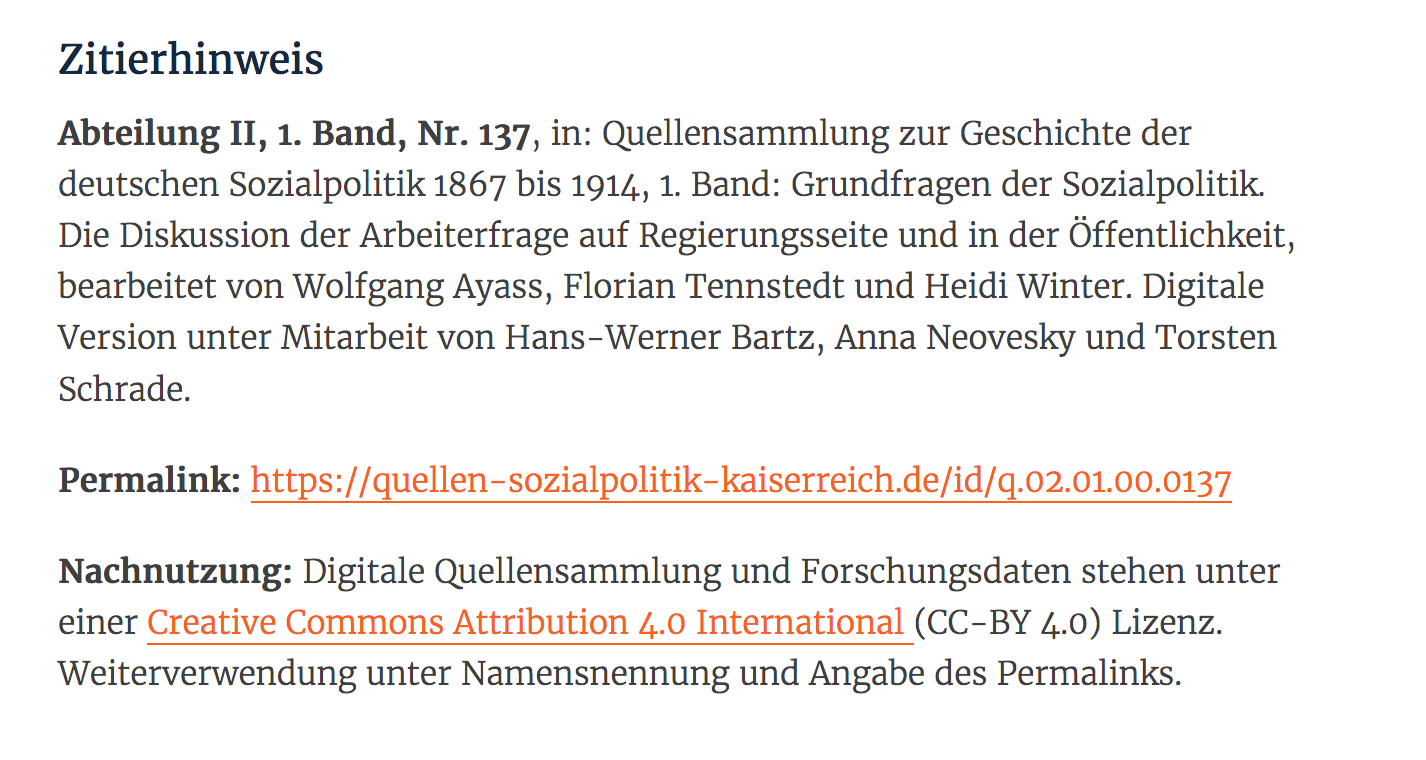 Zitierhinweis
Abteilung II, 1. Band, Nr. 137, in: Quellensammlung zur Geschichte der
deutschen Sozialpolitik 1867 bis 1914, 1. Band: Grundfragen der Sozialpolitik.
Die Diskussion der Arbeiterfrage auf Regierungsseite und in der Öffentlichkeit,
bearbeitet von Wolfgang Ayass, Florian Tennstedt und Heidi Winter. Digitale
Version unter Mitarbeit von Hans-Werner Bartz, Anna Neovesky und Torsten
Schrade.
Permalink: https://quellen-sozialpolitik-kaiserreich.de/id/q.02.01.00.0137
Nachnutzung: Digitale Quellensammlung und Forschungsdaten stehen unter
einer Creative Commons Attribution 4.0 International (CC-BY 4.0) Lizenz.
Weiterverwendung unter Namensnennung und Angabe des Permalinks.